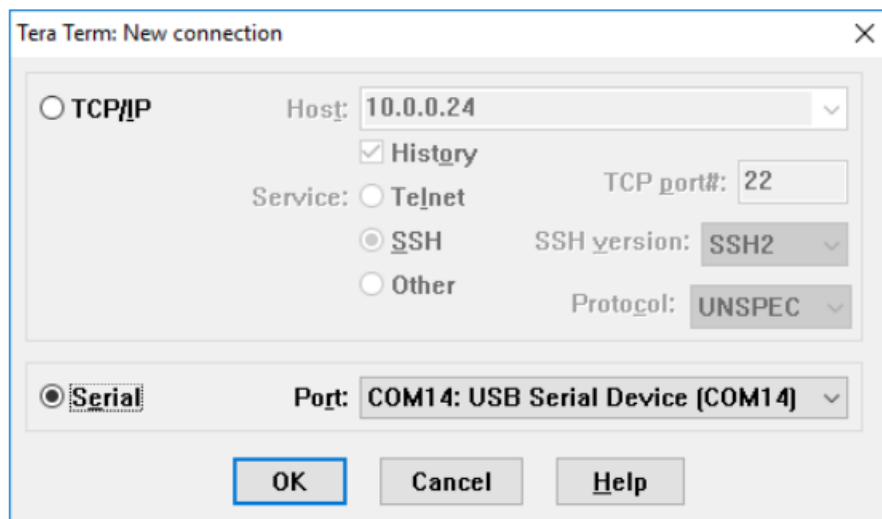 Tera Term: New connection
TCP/IP
Host: 10.0.0.24
History
Service: Telnet
TCP port#: 22
SSH
SSH version: SSH2
Other
Protocol: UNSPEC
Serial
Port: COM14: USB Serial Device (COM14)
OK Cancel Help